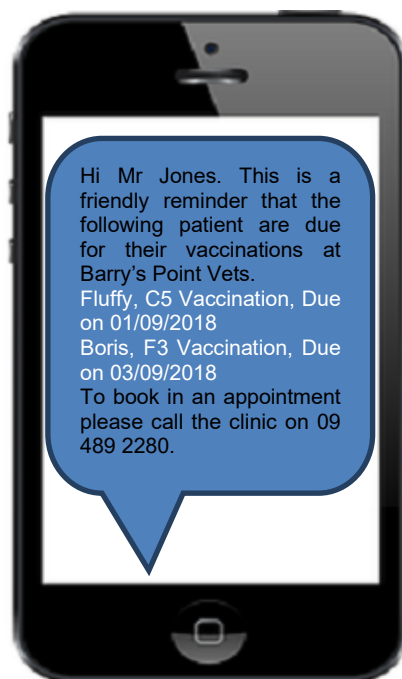 Hi Mr Jones. This is a
friendly reminder that the
following patient are due
for their vaccinations at
Barry's Point Vets.
Fluffy, C5 Vaccination, Due
on 01/09/2018
Boris, F3 Vaccination, Due
on 03/09/2018
To book in an appointment
please call the clinic on 09
489 2280.